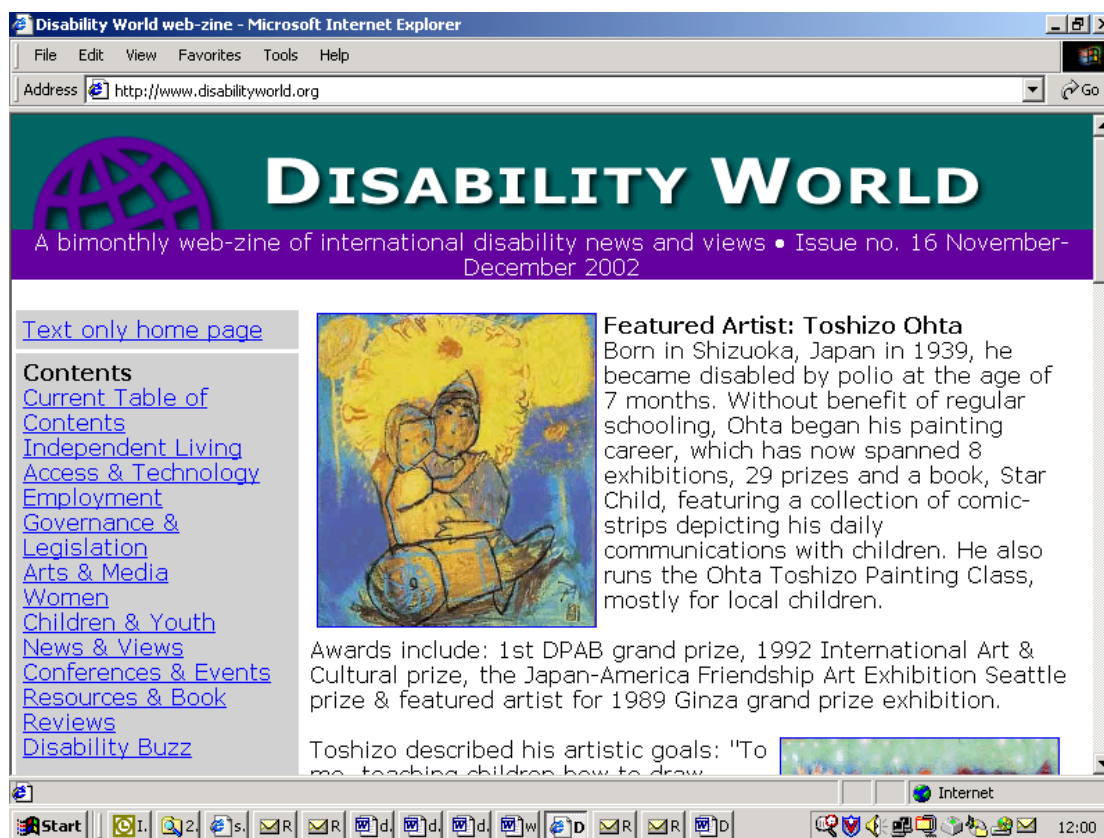 Disability World web-zine - Microsoft Internet Explorer
File Edit View Favorites Tools Help
Address http://www.disabilityworld.org Go
DISABILITY WORLD
A bimonthly web-zine of international disability news and views • Issue no. 16 November-
December 2002
Text only home page
Contents
Current Table of
Contents
Independent Living
Access & Technology
Employment
Governance &
Legislation
Arts & Media
Women
Children & Youth
News & Views
Conferences & Events
Resources & Book
Reviews
Disability Buzz
Featured Artist: Toshizo Ohta
Born in Shizuoka, Japan in 1939, he
became disabled by polio at the age of
7 months. Without benefit of regular
schooling, Ohta began his painting
career, which has now spanned 8
exhibitions, 29 prizes and a book, Star
Child, featuring a collection of comic-
strips depicting his daily
communications with children. He also
runs the Ohta Toshizo Painting Class,
mostly for local children.
Awards include: 1st DPAB grand prize, 1992 International Art &
Cultural prize, the Japan-America Friendship Art Exhibition Seattle
prize & featured artist for 1989 Ginza grand prize exhibition.
Toshizo described his artistic goals: "To
me, teaching children how to draw
Internet
Start I. 2. s. R R d. d. d. w D R R D 12:00